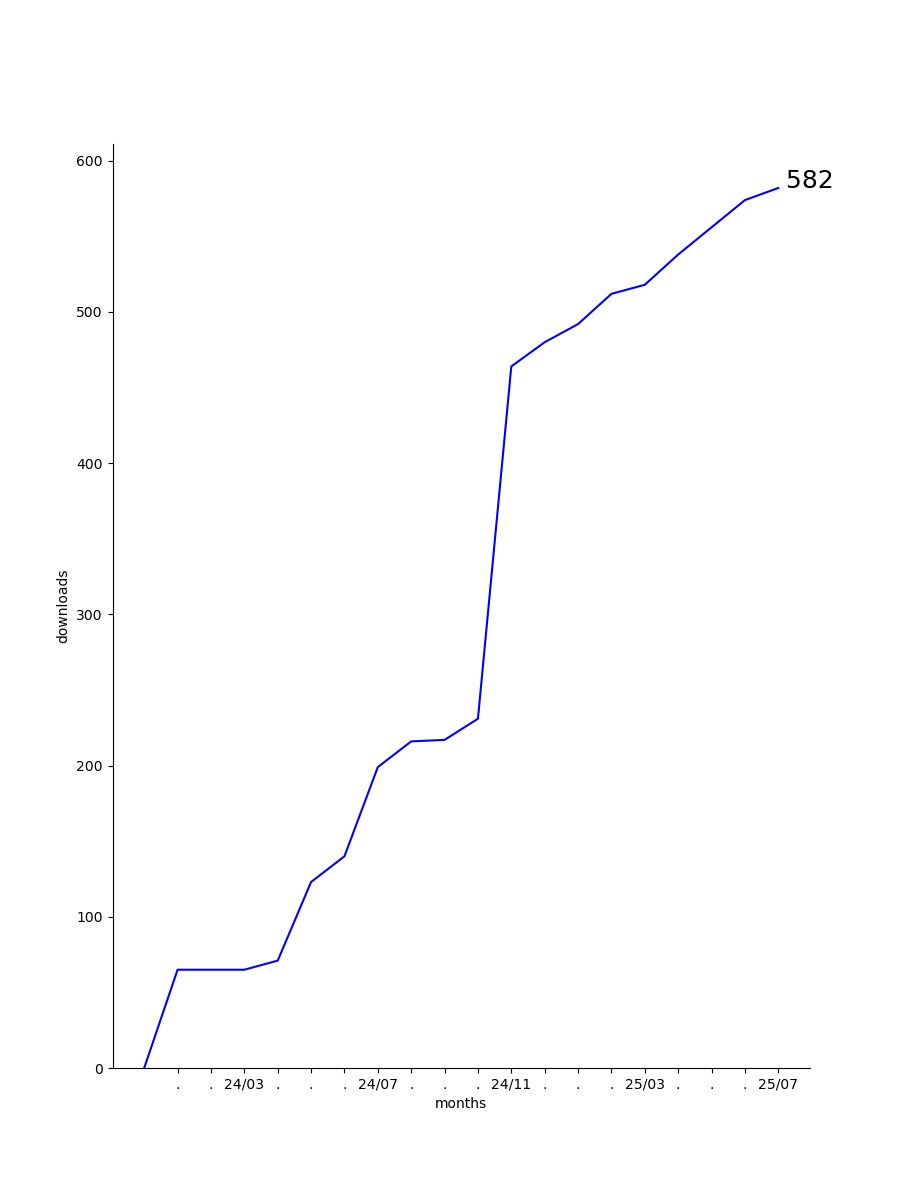 600
582
500
400
300
200
100
0
downloads
. . 24/03 . . . 24/07 . . . 24/11 . . . 25/03 . . . 25/07
months